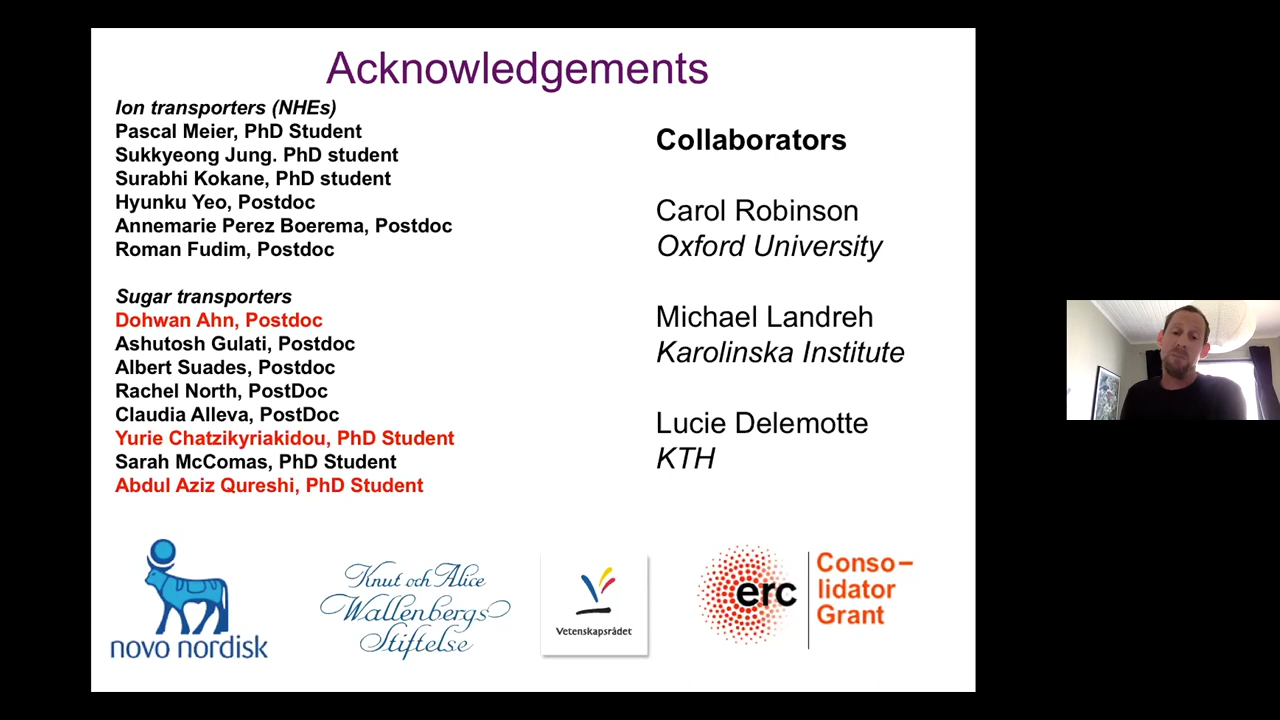 Acknowledgements
Ion transporters (NHEs)
Pascal Meier, PhD Student
Sukkyeong Jung. PhD student
Surabhi Kokane, PhD student
Hyunku Yeo, Postdoc
Annemarie Perez Boerema, Postdoc
Roman Fudim, Postdoc
Sugar transporters
Dohwan Ahn, Postdoc
Ashutosh Gulati, Postdoc
Albert Suades, Postdoc
Rachel North, PostDoc
Claudia Alleva, PostDoc
Yurie Chatzikyriakidou, PhD Student
Sarah McComas, PhD Student
Abdul Aziz Qureshi, PhD Student
Collaborators
Carol Robinson
Oxford University
Michael Landreh
Karolinska Institute
Lucie Delemotte
KTH
novo nordisk
Knut och Alice
Wallenbergs
Stiftelse
Vetenskapsrådet
erc
Conso–
lidator
Grant